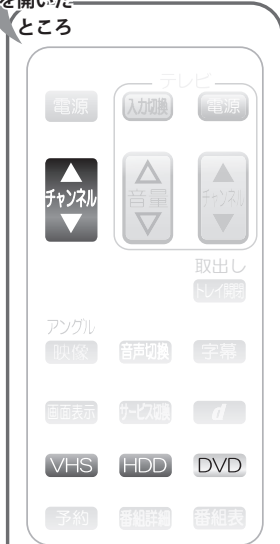 を開いた
ところ
テレビ
電源 入力切換 電源
チャンネル 音量 チャンネル
取出し
トレイ開閉
アングル
映像 音声切換 字幕
画面表示 サービス切換 d
VHS HDD DVD
予約 番組詳細 番組表